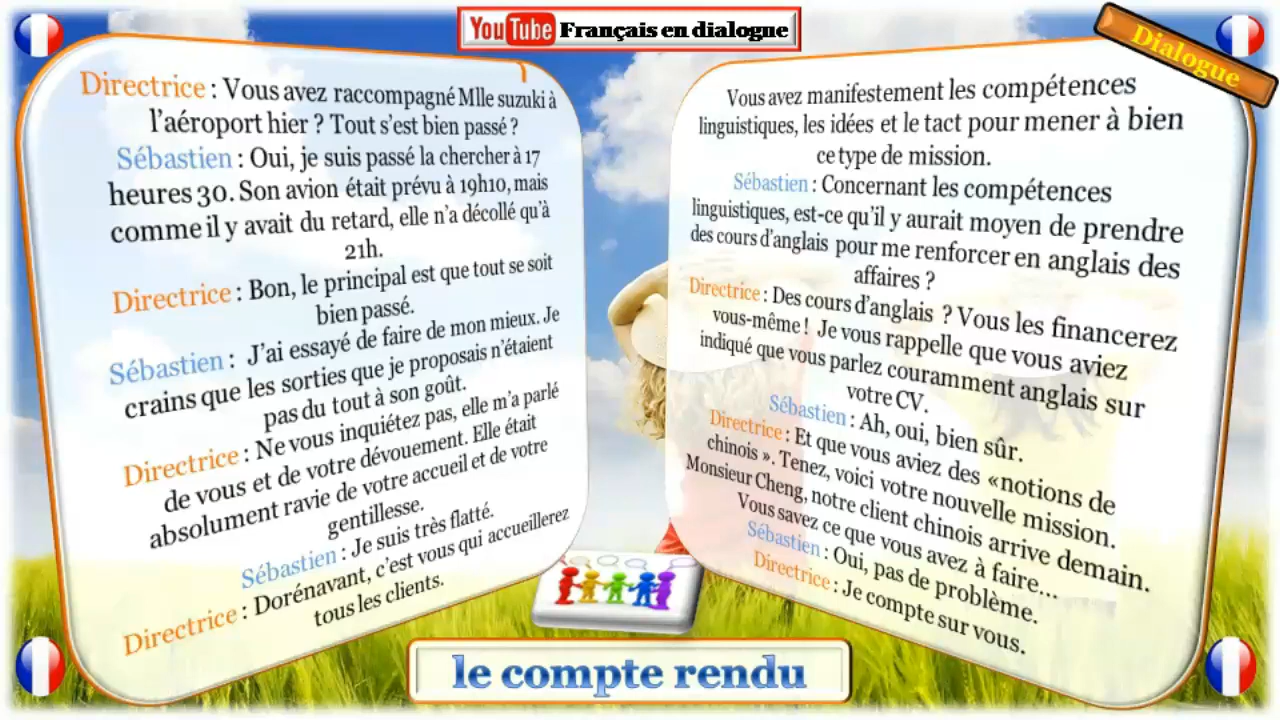 YouTube Français en dialogue
Dialogue
Directrice : Vous avez raccompagné Mlle suzuki à
l'aéroport hier ? Tout s'est bien passé ?
Sébastien : Oui, je suis passé la chercher à 17
heures 30. Son avion était prévu à 19h10, mais
comme il y avait du retard, elle n'a décollé qu'à
21h.
Directrice : Bon, le principal est que tout se soit
bien passé.
Sébastien : J'ai essayé de faire de mon mieux. Je
crains que les sorties que je proposais n'étaient
pas du tout à son goût.
Directrice : Ne vous inquiétez pas, elle m'a parlé
de vous et de votre dévouement. Elle était
absolument ravie de votre accueil et de votre
gentillesse.
Sébastien : Je suis très flatté.
Directrice : Dorénavant, c'est vous qui accueillerez
tous les clients.
Vous avez manifestement les compétences
linguistiques, les idées et le tact pour mener à bien
ce type de mission.
Sébastien : Concernant les compétences
linguistiques, est-ce qu'il y aurait moyen de prendre
des cours d'anglais pour me renforcer en anglais des
affaires ?
Directrice : Des cours d'anglais ? Vous les financerez
vous-même ! Je vous rappelle que vous aviez
indiqué que vous parlez couramment anglais sur
votre CV.
Sébastien : Ah, oui, bien sûr.
Directrice : Et que vous aviez des «notions de
chinois ». Tenez, voici votre nouvelle mission.
Monsieur Cheng, notre client chinois arrive demain.
Vous savez ce que vous avez à faire...
Sébastien : Oui, pas de problème.
Directrice : Je compte sur vous.
le compte rendu